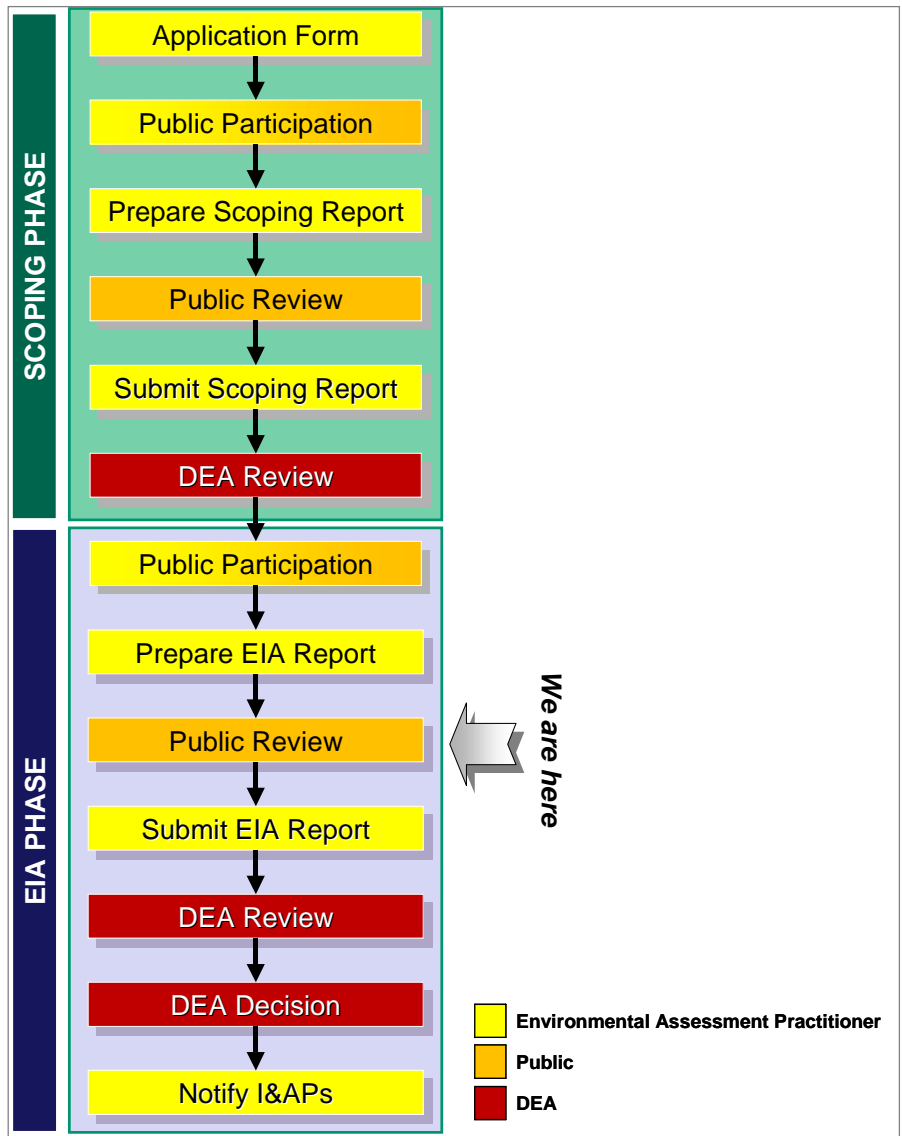 SCOPING PHASE
Application Form
Public Participation
Prepare Scoping Report
Public Review
Submit Scoping Report
DEA Review
EIA PHASE
Public Participation
Prepare EIA Report
Public Review
We are here
Submit EIA Report
DEA Review
DEA Decision
Notify I&APs
Environmental Assessment Practitioner
Public
DEA